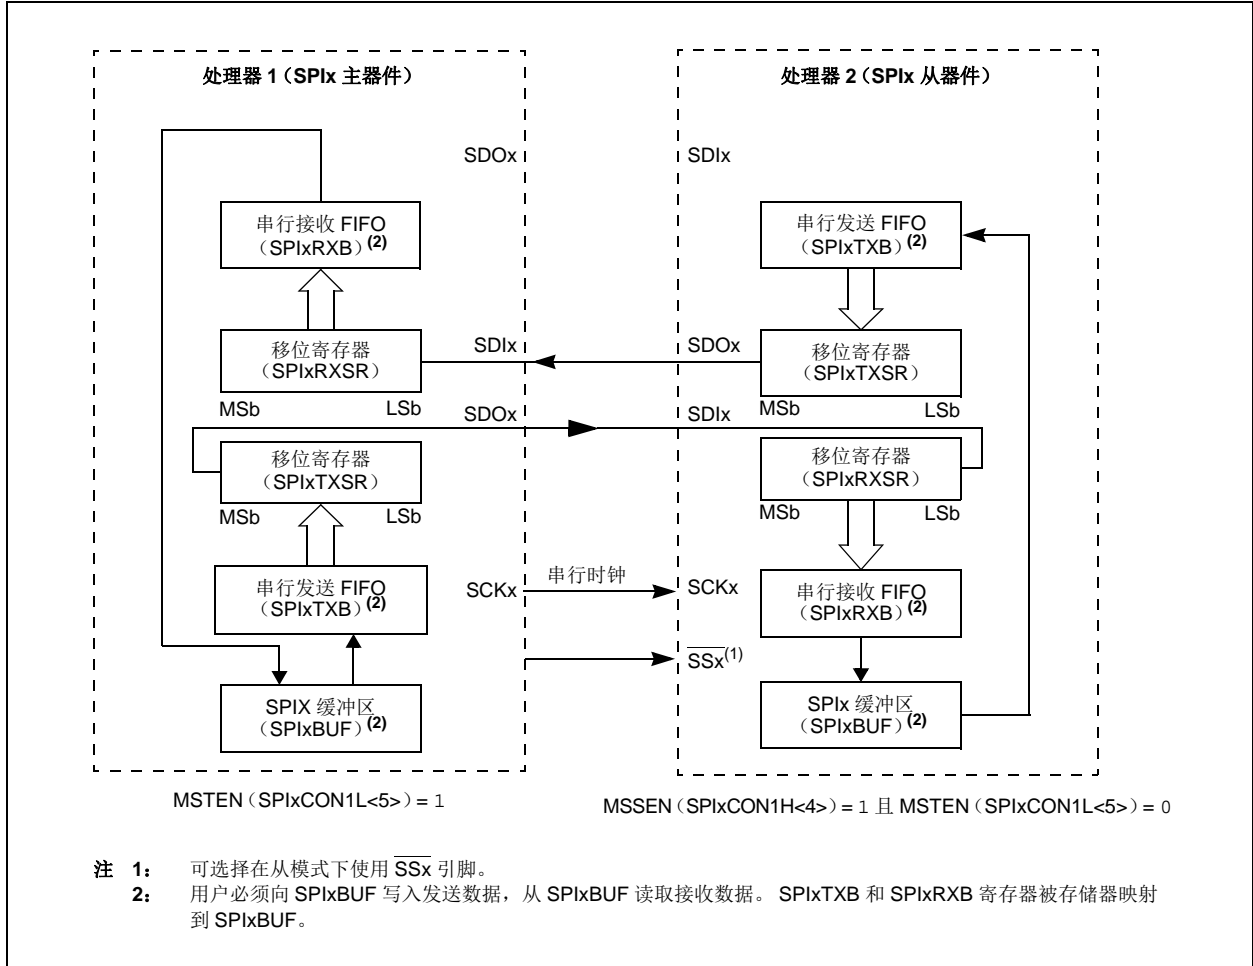 处理器 1（SPIx 主器件）
处理器 2（SPIx 从器件）
SDOx
SDIx
串行接收 FIFO
（SPIxRXB）(2)
串行发送 FIFO
（SPIxTXB）(2)
移位寄存器
（SPIxRXSR）
SDIx
SDOx
移位寄存器
（SPIxTXSR）
MSb
LSb
SDOx
SDIx
MSb
LSb
移位寄存器
（SPIxTXSR）
移位寄存器
（SPIxRXSR）
MSb
LSb
MSb
LSb
串行发送 FIFO
（SPIxTXB）(2)
SCKx
串行时钟
SCKx
串行接收 FIFO
（SPIxRXB）(2)
SSx(1)
SPIX 缓冲区
（SPIxBUF）(2)
SPIx 缓冲区
（SPIxBUF）(2)
MSTEN（SPIxCON1L<5>）= 1
MSSEN（SPIxCON1H<4>）= 1 且 MSTEN（SPIxCON1L<5>）= 0
注 1： 可选择在从模式下使用 SSx 引脚。
2： 用户必须向 SPIxBUF 写入发送数据，从 SPIxBUF 读取接收数据。 SPIxTXB 和 SPIxRXB 寄存器被存储器映射
到 SPIxBUF。